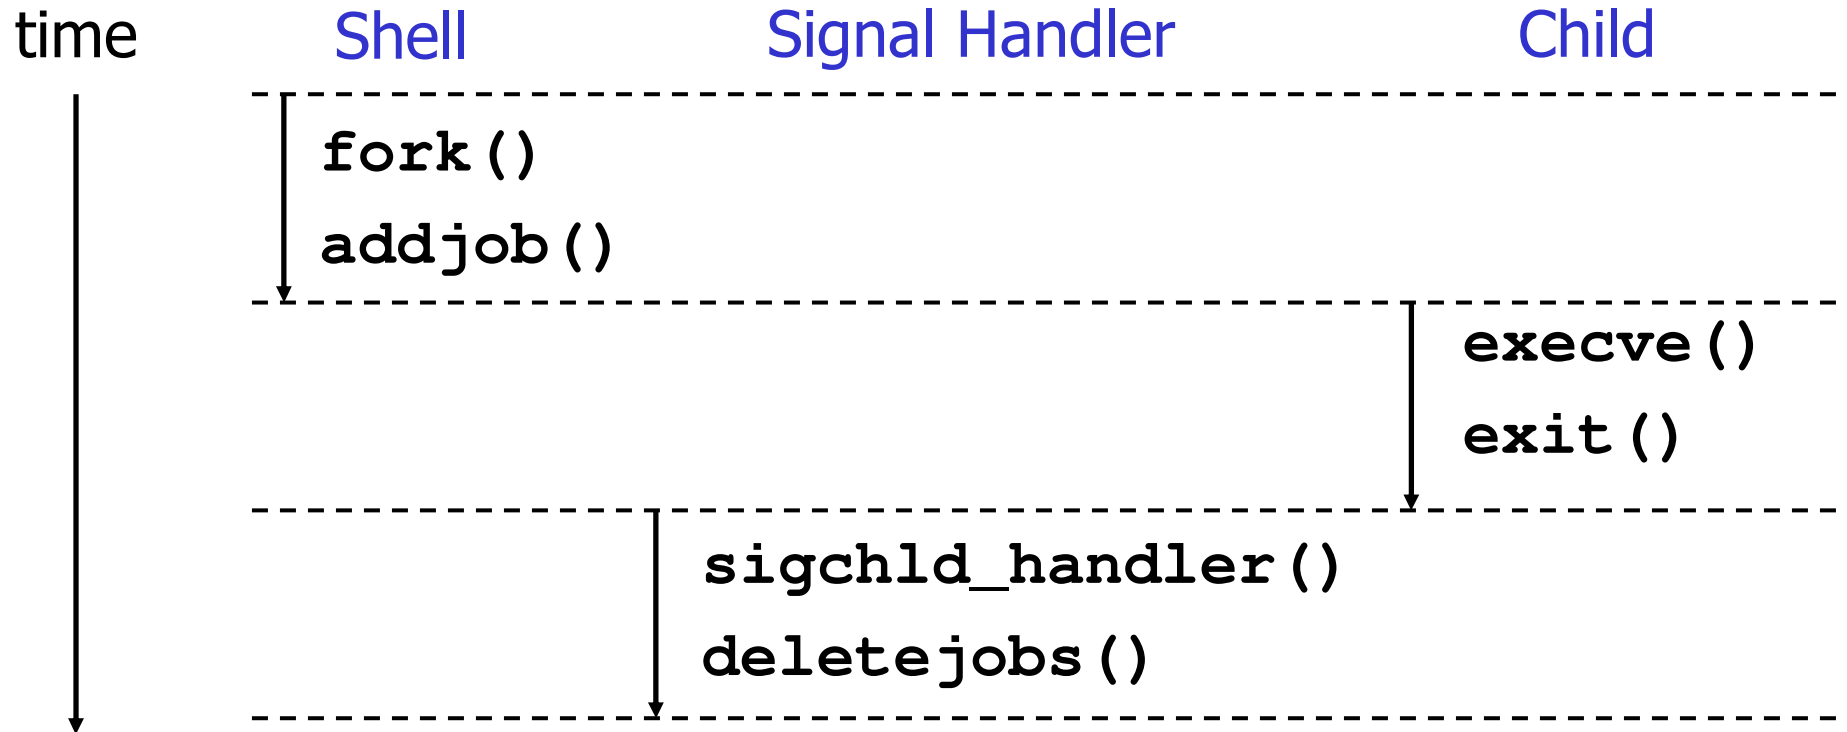 time Shell Signal Handler Child
fork()
addjob()
execve()
exit()
sigchld_handler()
deletejobs()